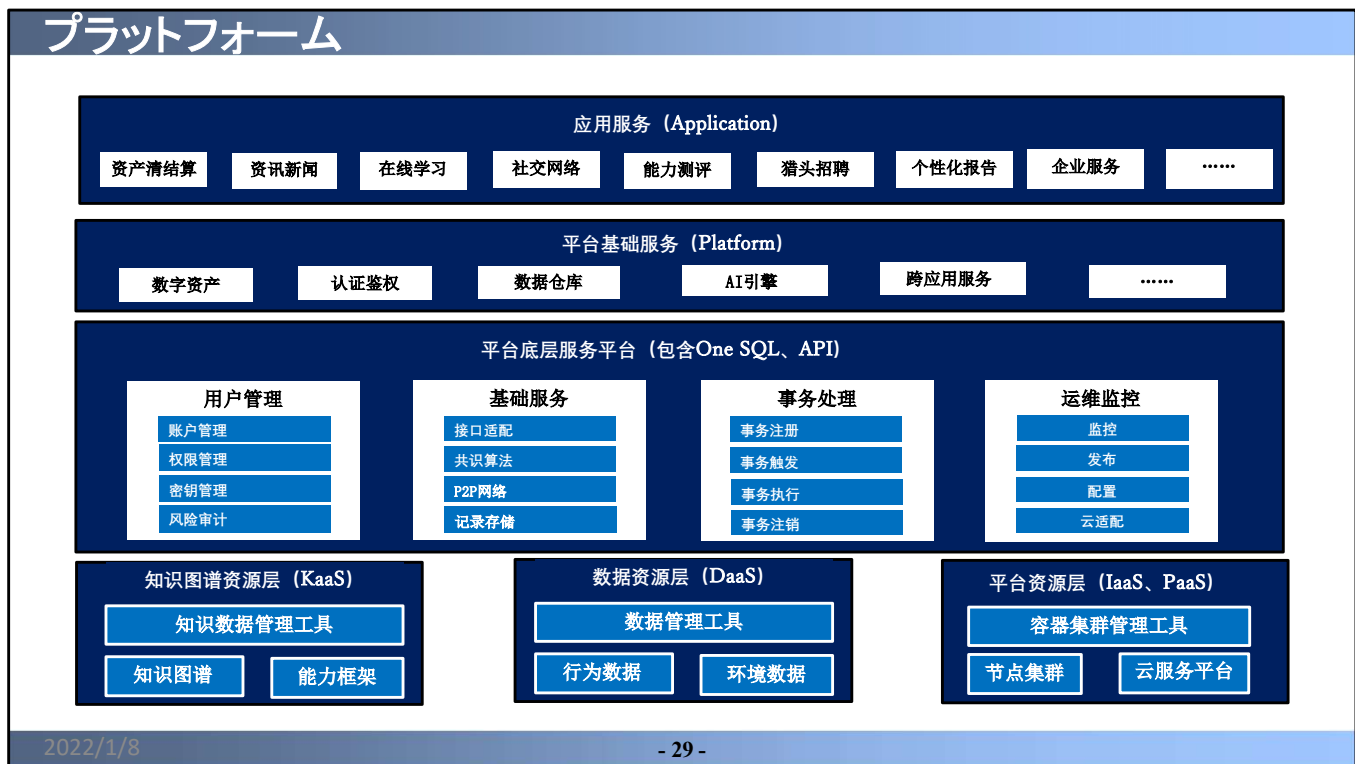 プラットフォーム
应用服务（Application）
资产清结算 资讯新闻 在线学习 社交网络 能力测评 猎头招聘 个性化报告 企业服务 ……
平台基础服务（Platform）
数字资产 认证鉴权 数据仓库 AI引擎 跨应用服务 ……
平台底层服务平台（包含One SQL、API）
用户管理 基础服务 事务处理 运维监控
账户管理 接口适配 事务注册 监控
权限管理 共识算法 事务触发 发布
密钥管理 P2P网络 事务执行 配置
风险审计 记录存储 事务注销 云适配
知识图谱资源层（KaaS） 数据资源层（DaaS） 平台资源层（IaaS、PaaS）
知识数据管理工具 数据管理工具 容器集群管理工具
知识图谱 能力框架 行为数据 环境数据 节点集群 云服务平台
2022/1/8 - 29 -